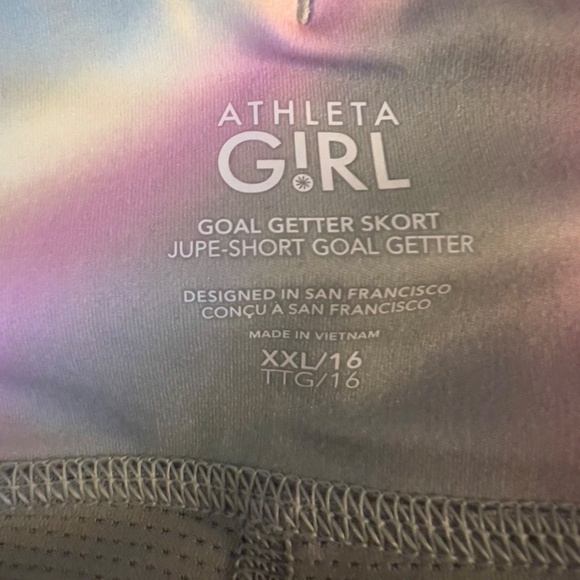 ATHLETA
G!RL
GOAL GETTER SKORT
JUPE-SHORT GOAL GETTER
DESIGNED IN SAN FRANCISCO
CONÇU À SAN FRANCISCO
MADE IN VIETNAM
XXL/16
TTG/16